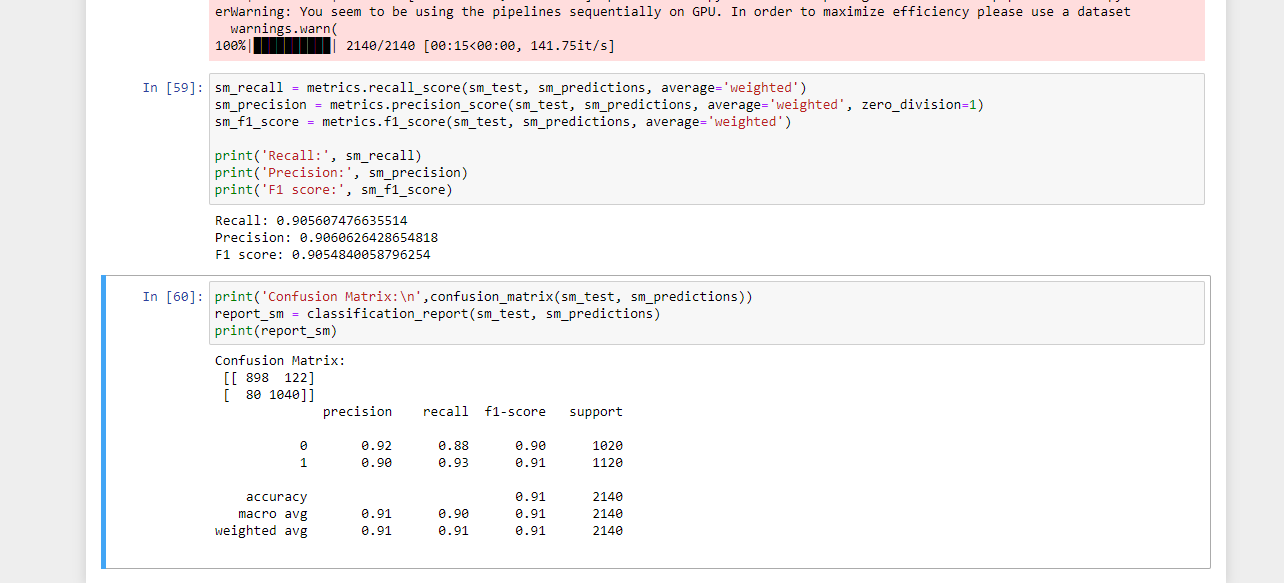 erWarning: You seem to be using the pipelines sequentially on GPU. In order to maximize efficiency please use a dataset
warnings.warn(
100%|██████████| 2140/2140 [00:15<00:00, 141.75it/s]
In [59]: sm_recall = metrics.recall_score(sm_test, sm_predictions, average='weighted')
sm_precision = metrics.precision_score(sm_test, sm_predictions, average='weighted', zero_division=1)
sm_f1_score = metrics.f1_score(sm_test, sm_predictions, average='weighted')
print('Recall:', sm_recall)
print('Precision:', sm_precision)
print('F1 score:', sm_f1_score)
Recall: 0.905607476635514
Precision: 0.9060626428654818
F1 score: 0.9054840058796254
In [60]: print('Confusion Matrix:\n',confusion_matrix(sm_test, sm_predictions))
report_sm = classification_report(sm_test, sm_predictions)
print(report_sm)
Confusion Matrix:
[[ 898  122]
[  80 1040]]
precision    recall  f1-score   support
0       0.92      0.88      0.90      1020
1       0.90      0.93      0.91      1120
accuracy                           0.91      2140
macro avg       0.91      0.90      0.91      2140
weighted avg       0.91      0.91      0.91      2140